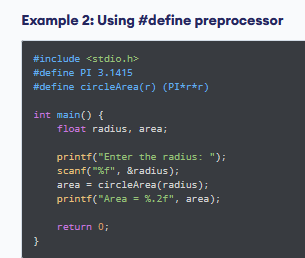 Example 2: Using #define preprocessor
#include <stdio.h>
#define PI 3.1415
#define circleArea(r) (PI*r*r)
int main() {
float radius, area;
printf("Enter the radius: ");
scanf("%f", &radius);
area = circleArea(radius);
printf("Area = %.2f", area);
return 0;
}